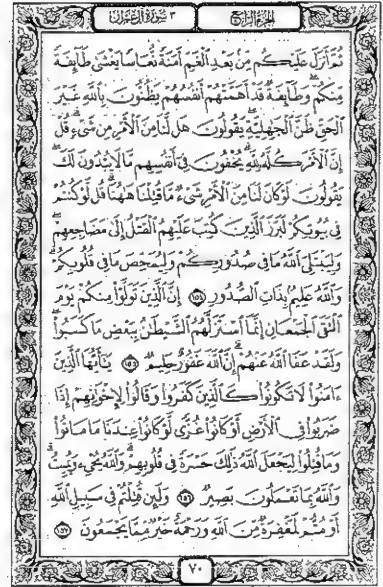 الجزء الرابع ٣ سورة آل عمران
ثُمَّ أَنزَلَ عَلَيْكُم مِّنۢ بَعْدِ ٱلْغَمِّ أَمَنَةً نُّعَاسًا يَغْشَىٰ طَآئِفَةً
مِّنكُمْ ۖ وَطَآئِفَةٌ قَدْ أَهَمَّتْهُمْ أَنفُسُهُمْ يَظُنُّونَ بِٱللَّهِ غَيْرَ
ٱلْحَقِّ ظَنَّ ٱلْجَٰهِلِيَّةِ ۖ يَقُولُونَ هَل لَّنَا مِنَ ٱلْأَمْرِ مِن شَىْءٍ ۗ قُلْ
إِنَّ ٱلْأَمْرَ كُلَّهُۥ لِلَّهِ ۗ يُخْفُونَ فِىٓ أَنفُسِهِم مَّا لَا يُبْدُونَ لَكَ ۖ
يَقُولُونَ لَوْ كَانَ لَنَا مِنَ ٱلْأَمْرِ شَىْءٌ مَّا قُتِلْنَا هَٰهُنَا ۗ قُل لَّوْ كُنتُمْ
فِى بُيُوتِكُمْ لَبَرَزَ ٱلَّذِينَ كُتِبَ عَلَيْهِمُ ٱلْقَتْلُ إِلَىٰ مَضَاجِعِهِمْ ۖ
وَلِيَبْتَلِىَ ٱللَّهُ مَا فِى صُدُورِكُمْ وَلِيُمَحِّصَ مَا فِى قُلُوبِكُمْ ۗ
وَٱللَّهُ عَلِيمٌۢ بِذَاتِ ٱلصُّدُورِ ١٥٤ إِنَّ ٱلَّذِينَ تَوَلَّوْا۟ مِنكُمْ يَوْمَ
ٱلْتَقَى ٱلْجَمْعَانِ إِنَّمَا ٱسْتَزَلَّهُمُ ٱلشَّيْطَٰنُ بِبَعْضِ مَا كَسَبُوا۟ ۖ
وَلَقَدْ عَفَا ٱللَّهُ عَنْهُمْ ۗ إِنَّ ٱللَّهَ غَفُورٌ حَلِيمٌ ١٥٥ يَٰٓأَيُّهَا ٱلَّذِينَ
ءَامَنُوا۟ لَا تَكُونُوا۟ كَٱلَّذِينَ كَفَرُوا۟ وَقَالُوا۟ لِإِخْوَٰنِهِمْ إِذَا
ضَرَبُوا۟ فِى ٱلْأَرْضِ أَوْ كَانُوا۟ غُزًّى لَّوْ كَانُوا۟ عِندَنَا مَا مَاتُوا۟
وَمَا قُتِلُوا۟ لِيَجْعَلَ ٱللَّهُ ذَٰلِكَ حَسْرَةً فِى قُلُوبِهِمْ ۗ وَٱللَّهُ يُحْىِۦ وَيُمِيتُ ۗ
وَٱللَّهُ بِمَا تَعْمَلُونَ بَصِيرٌ ١٥٦ وَلَئِن قُتِلْتُمْ فِى سَبِيلِ ٱللَّهِ
أَوْ مُتُّمْ لَمَغْفِرَةٌ مِّنَ ٱللَّهِ وَرَحْمَةٌ خَيْرٌ مِّمَّا يَجْمَعُونَ ١٥٧
٧٠